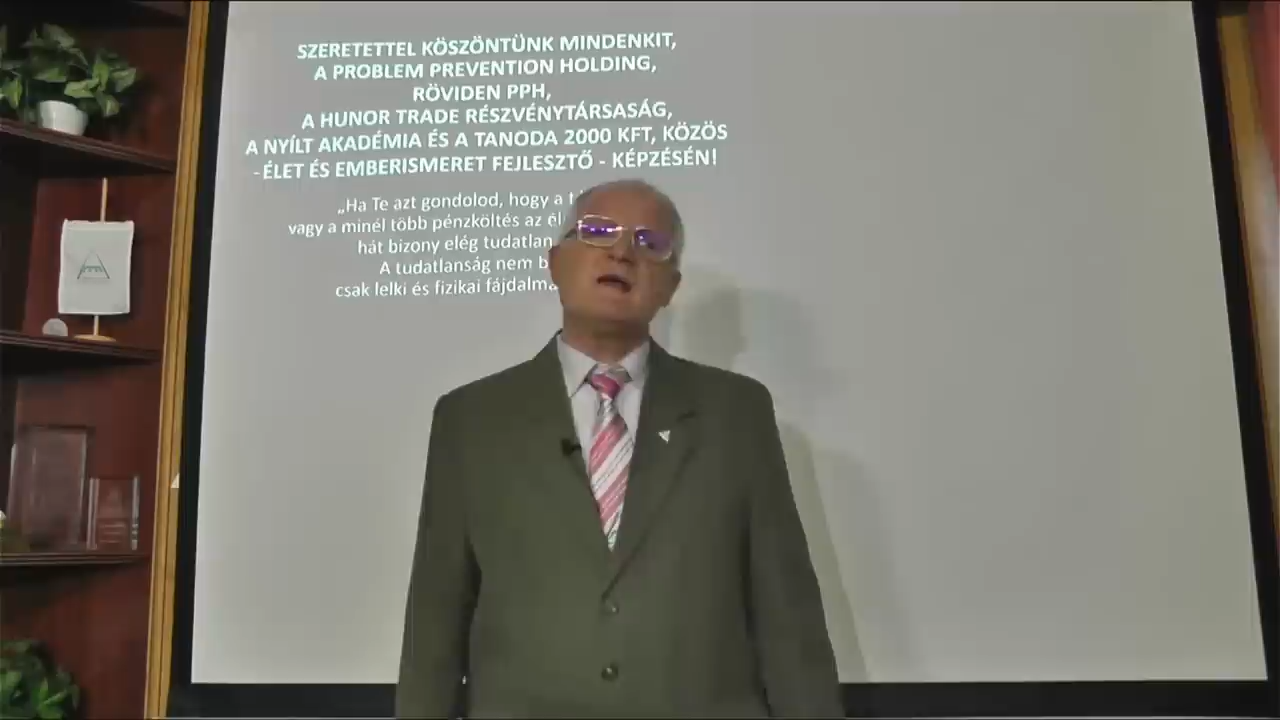 SZERETETTEL KÖSZÖNTÜNK MINDENKIT,
A PROBLEM PREVENTION HOLDING,
RÖVIDEN PPH,
A HUNOR TRADE RÉSZVÉNYTÁRSASÁG,
A NYÍLT AKADÉMIA ÉS A TANODA 2000 KFT, KÖZÖS
- ÉLET ÉS EMBERISMERET FEJLESZTŐ - KÉPZÉSÉN!
„Ha Te azt gondolod, hogy a
vagy a minél több pénzköltés az
hát bizony elég
A tudatlanság nem
csak lelki és fizikai